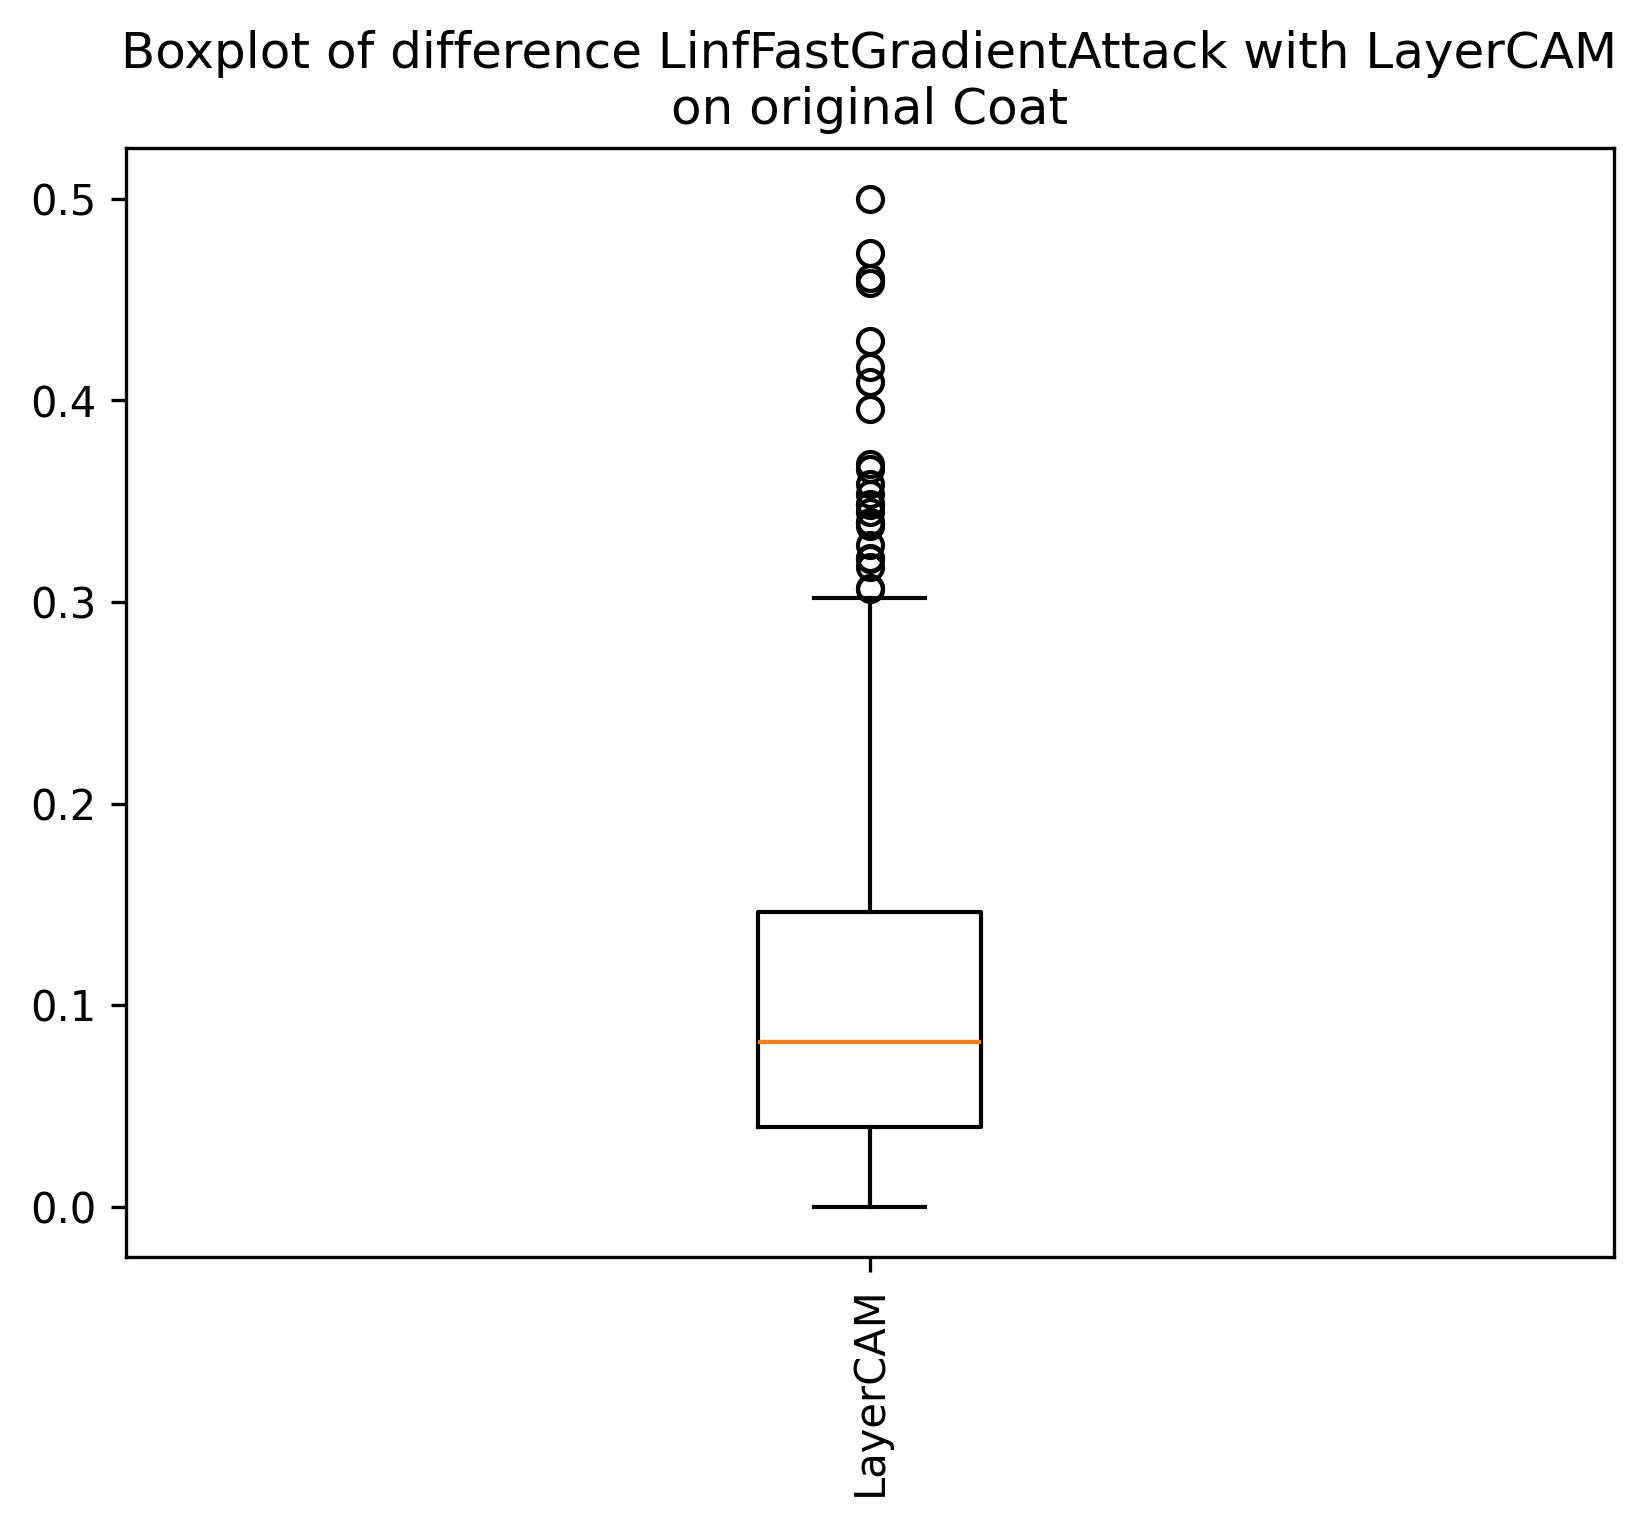 Boxplot of difference LinfFastGradientAttack with LayerCAM
on original Coat
0.5
0.4
0.3
0.2
0.1
0.0
LayerCAM